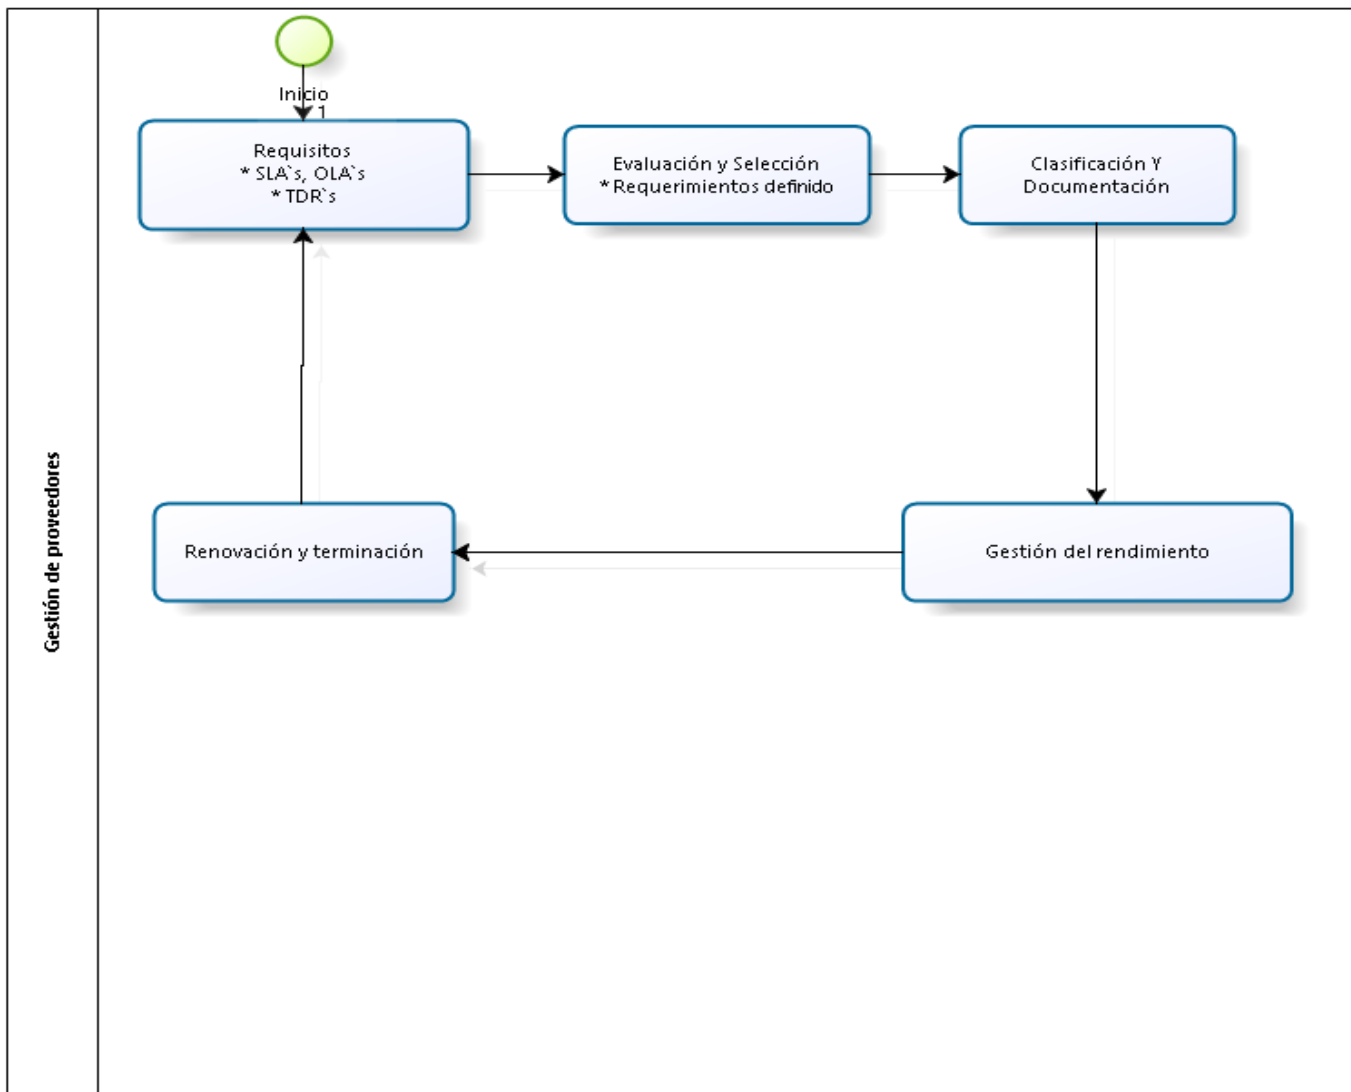 Inicio
1
Requisitos
* SLA`s, OLA`s
* TDR`s
Evaluación y Selección
* Requerimientos definido
Clasificación Y
Documentación
Gestión de proveedores
Renovación y terminación
Gestión del rendimiento